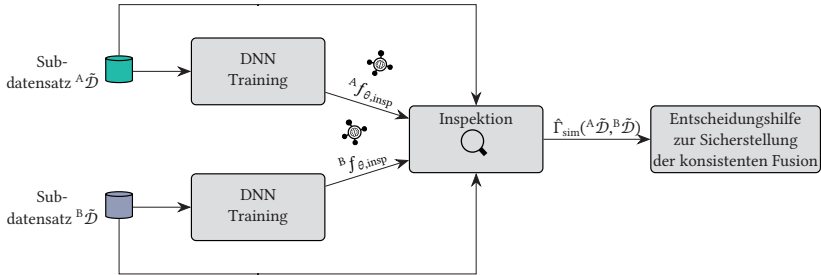 Sub-
datensatz ᴬ𝒟̃
DNN
Training
ᴬf_θ,insp
Inspektion
Γ̂_sim(ᴬ𝒟̃,ᴮ𝒟̃)
Entscheidungshilfe
zur Sicherstellung
der konsistenten Fusion
ᴮf_θ,insp
Sub-
datensatz ᴮ𝒟̃
DNN
Training